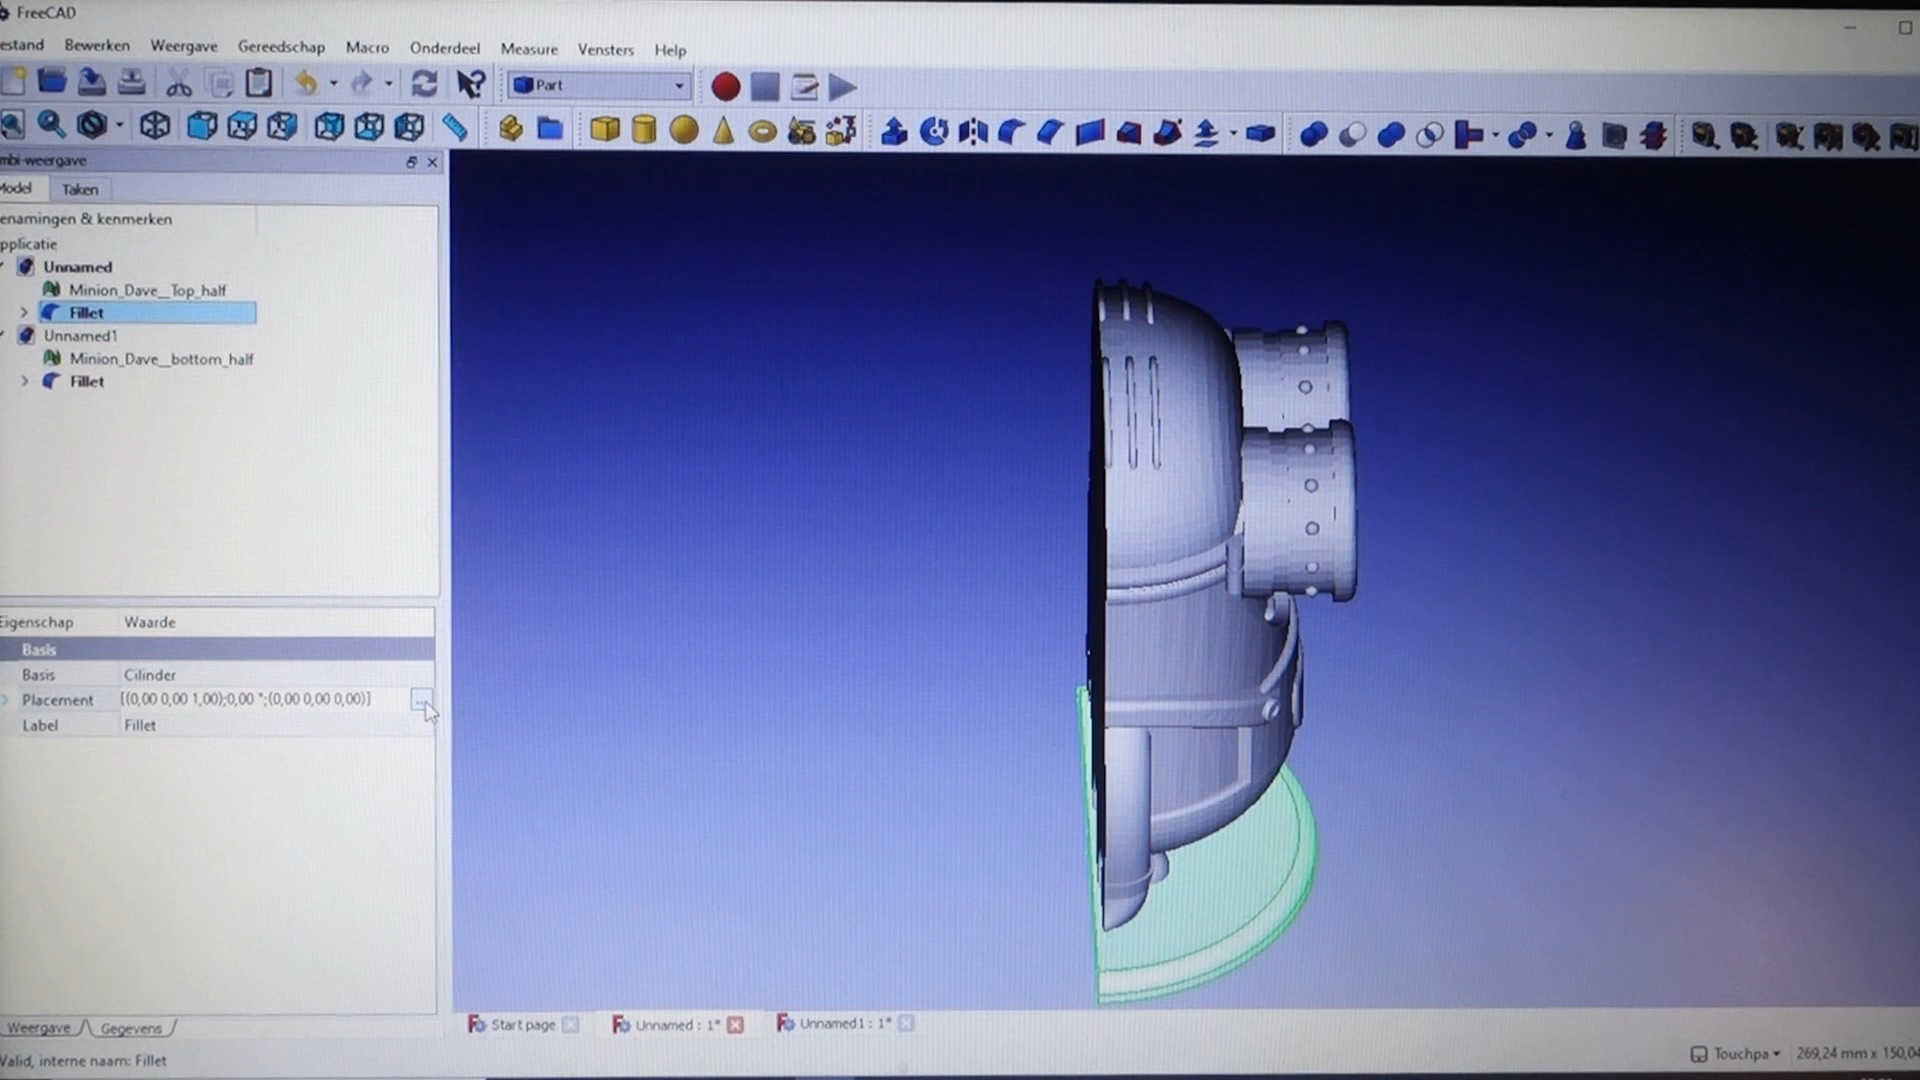 FreeCAD
estand Bewerken Weergave Gereedschap Macro Onderdeel Measure Vensters Help
Part
mbi-weergave
Model Taken
enamingen & kenmerken
pplicatie
Unnamed
Minion_Dave__Top_half
Fillet
Unnamed1
Minion_Dave__bottom_half
Fillet
Eigenschap Waarde
Basis
Basis Cilinder
Placement [(0,00 0,00 1,00);0,00 °;(0,00 0,00 0,00)]
...
Label Fillet
Weergave Gegevens
Start page Unnamed : 1* Unnamed1 : 1*
Valid, interne naam: Fillet
Touchpa 269,24 mm x 150,04